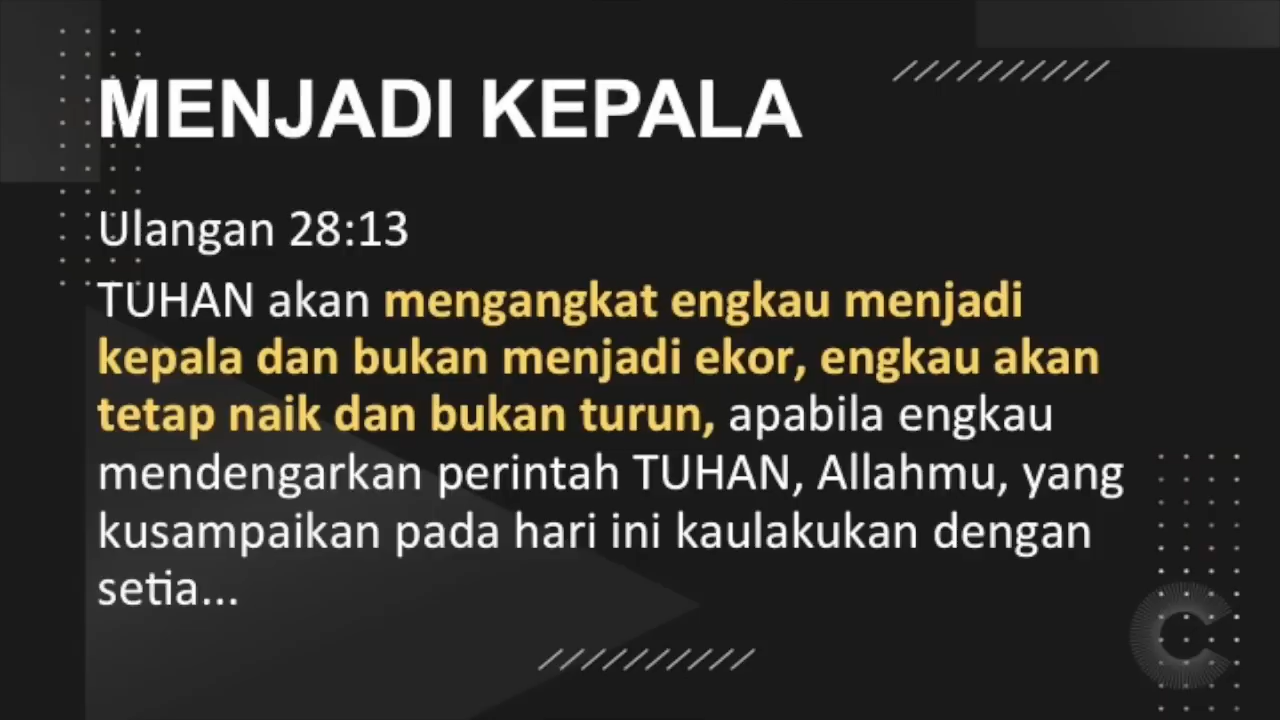 MENJADI KEPALA
Ulangan 28:13
TUHAN akan mengangkat engkau menjadi
kepala dan bukan menjadi ekor, engkau akan
tetap naik dan bukan turun, apabila engkau
mendengarkan perintah TUHAN, Allahmu, yang
kusampaikan pada hari ini kaulakukan dengan
setia...